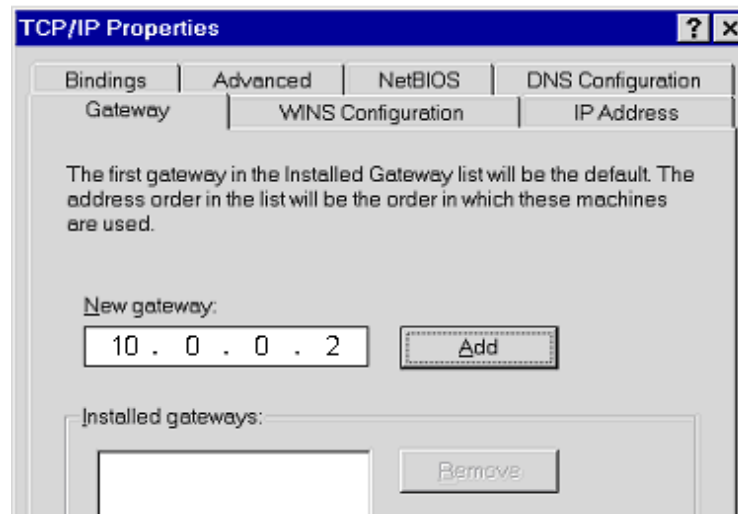 TCP/IP Properties ? ×
Bindings Advanced NetBIOS DNS Configuration
Gateway WINS Configuration IP Address
The first gateway in the Installed Gateway list will be the default. The
address order in the list will be the order in which these machines
are used.
New gateway:
10 . 0 . 0 . 2 Add
Installed gateways:
Remove